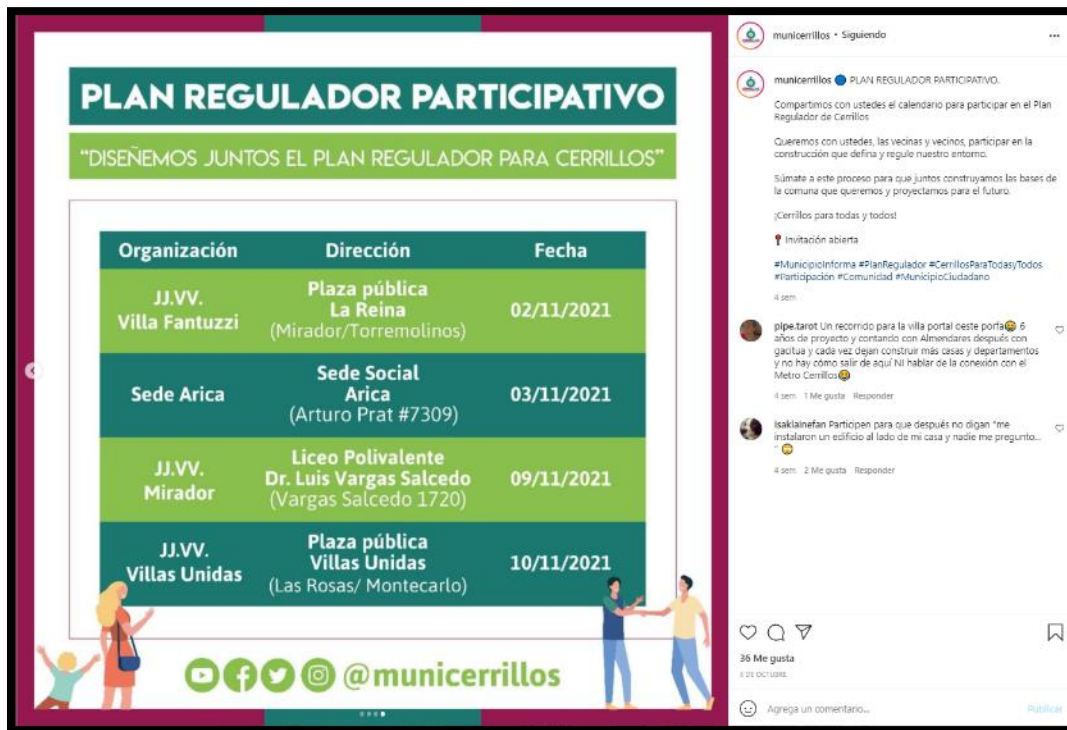 PLAN REGULADOR PARTICIPATIVO
“DISEÑEMOS JUNTOS EL PLAN REGULADOR PARA CERRILLOS”
Organización Dirección Fecha
JJ.VV.
Villa Fantuzzi
Plaza pública
La Reina
(Mirador/Torremolinos)
02/11/2021
Sede Arica
Sede Social
Arica
(Arturo Prat #7309)
03/11/2021
JJ.VV.
Mirador
Liceo Polivalente
Dr. Luis Vargas Salcedo
(Vargas Salcedo 1720)
09/11/2021
JJ.VV.
Villas Unidas
Plaza pública
Villas Unidas
(Las Rosas/ Montecarlo)
10/11/2021
@municerrillos
municerrillos • Siguiendo
municerrillos PLAN REGULADOR PARTICIPATIVO.
Compartimos con ustedes el calendario para participar en el Plan
Regulador de Cerrillos
Queremos con ustedes, las vecinas y vecinos, participar en la
construcción que defina y regule nuestro entorno.
Súmate a este proceso para que juntos construyamos las bases de
la comuna que queremos y proyectamos para el futuro.
¡Cerrillos para todas y todos!
Invitación abierta
#MunicipioInforma #PlanRegulador #CerrillosParaTodasyTodos
#Participación #Comunidad #MunicipioCiudadano
4 sem
pipe.tarot Un recorrido para la villa portal oeste porfa 6
años de proyecto y contando con Almendares después con
gacitua y cada vez dejan construir más casas y departamentos
y no hay cómo salir de aquí NI hablar de la conexión con el
Metro Cerrillos
4 sem 1 Me gusta Responder
isaklainefan Participen para que después no digan "me
instalaron un edificio al lado de mi casa y nadie me pregunto...
"
4 sem 2 Me gusta Responder
36 Me gusta
DE OCTUBRE
Agrega un comentario...
Publicar